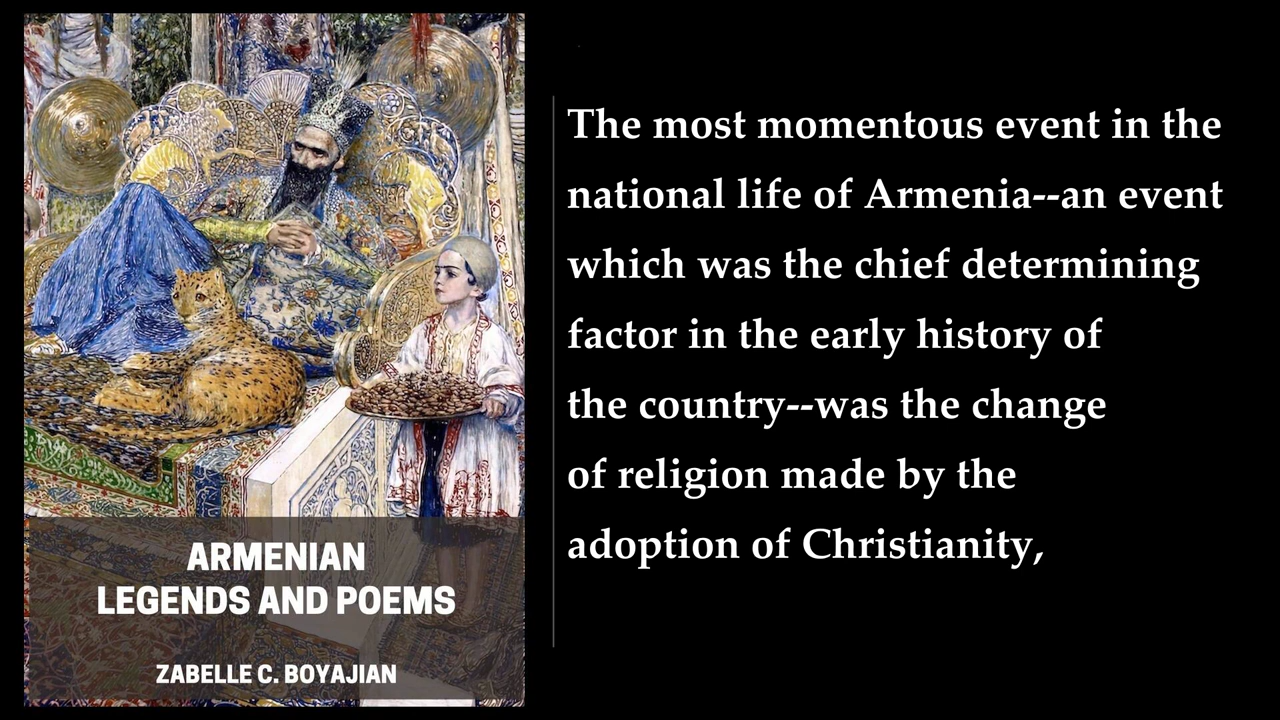 The most momentous event in the
national life of Armenia--an event
which was the chief determining
factor in the early history of
the country--was the change
of religion made by the
adoption of Christianity,
ARMENIAN
LEGENDS AND POEMS
ZABELLE C. BOYAJIAN